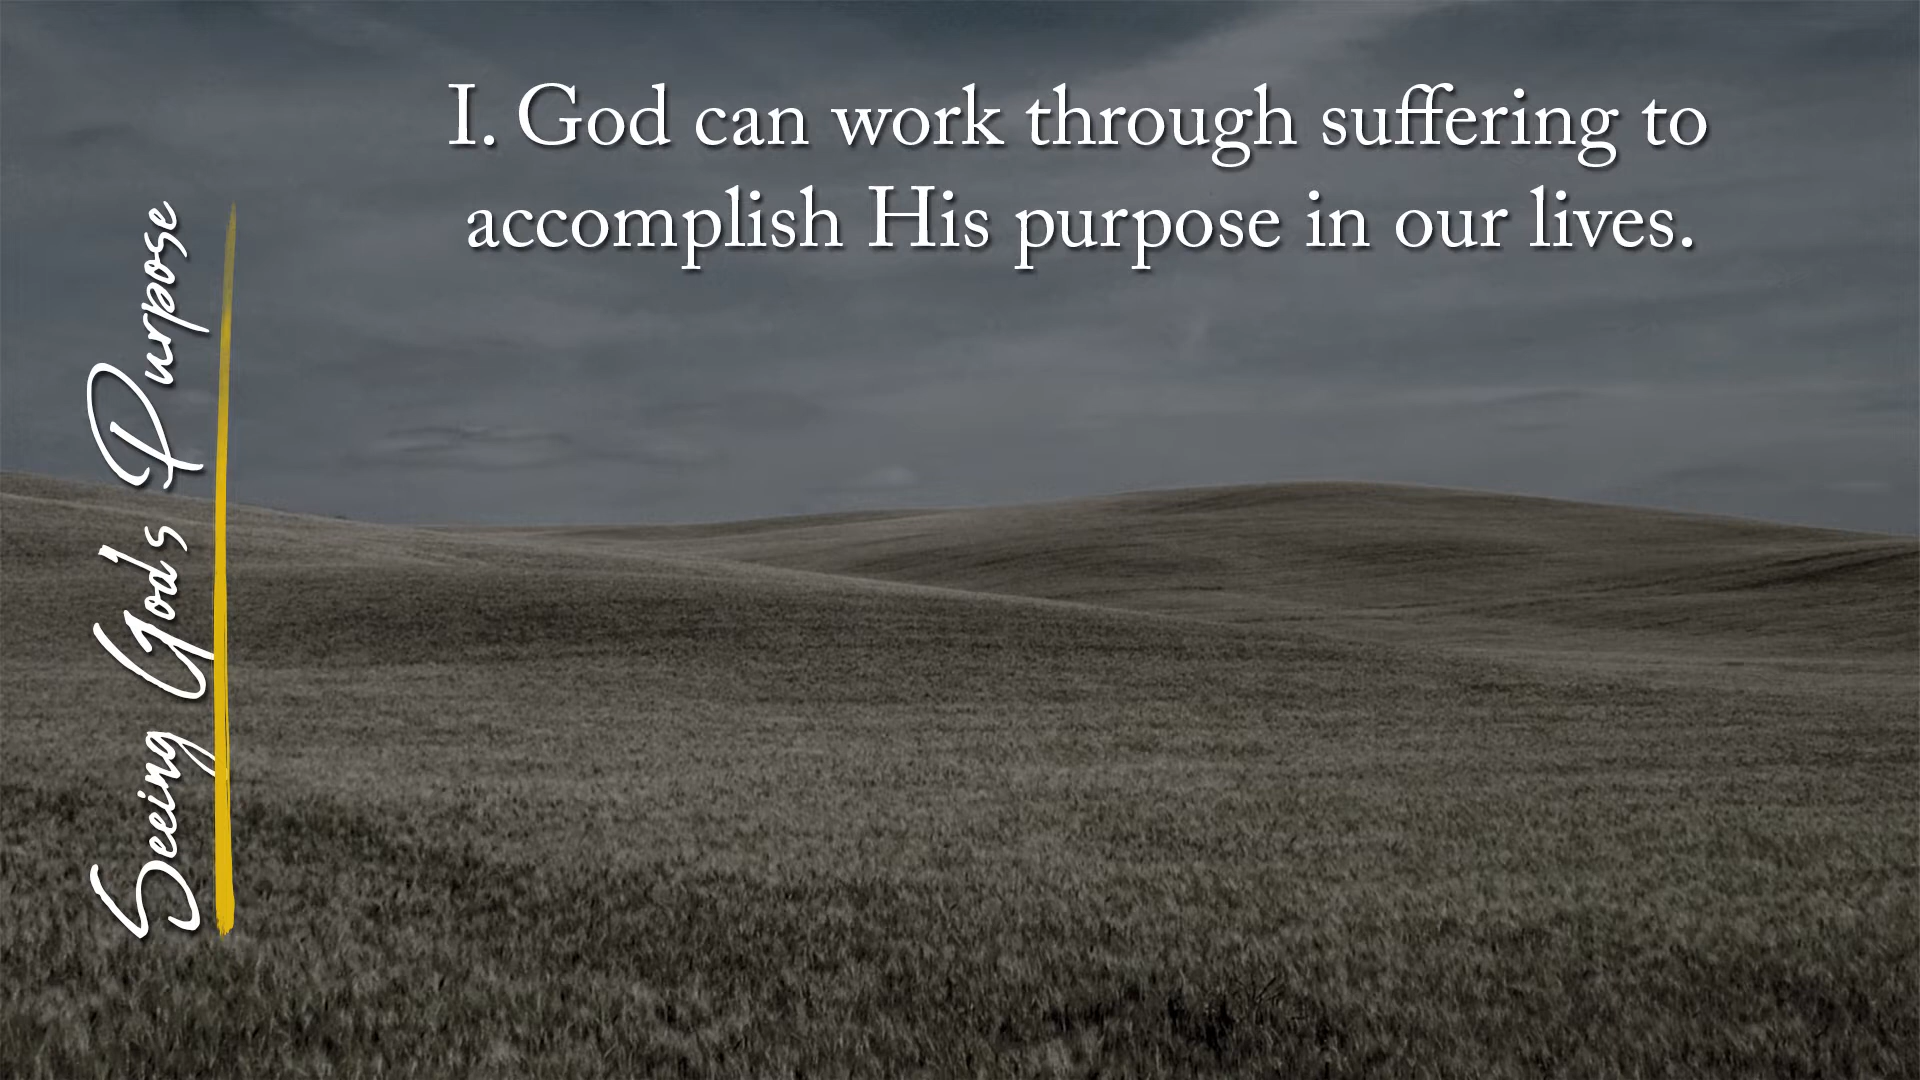 I. God can work through suffering to
accomplish His purpose in our lives.
Seeing God's Purpose